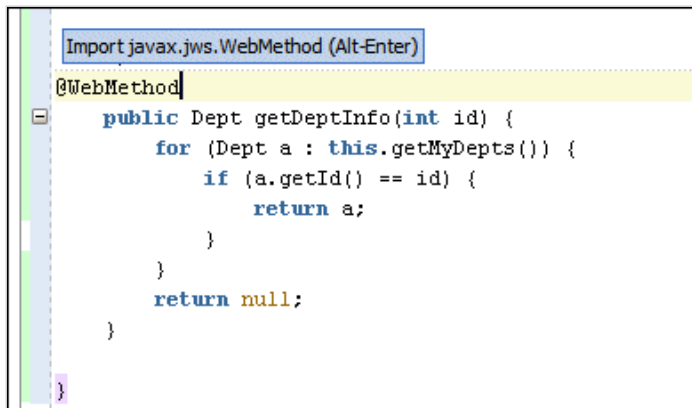 Import javax.jws.WebMethod (Alt-Enter)
@WebMethod
public Dept getDeptInfo(int id) {
for (Dept a : this.getMyDepts()) {
if (a.getId() == id) {
return a;
}
}
return null;
}
}